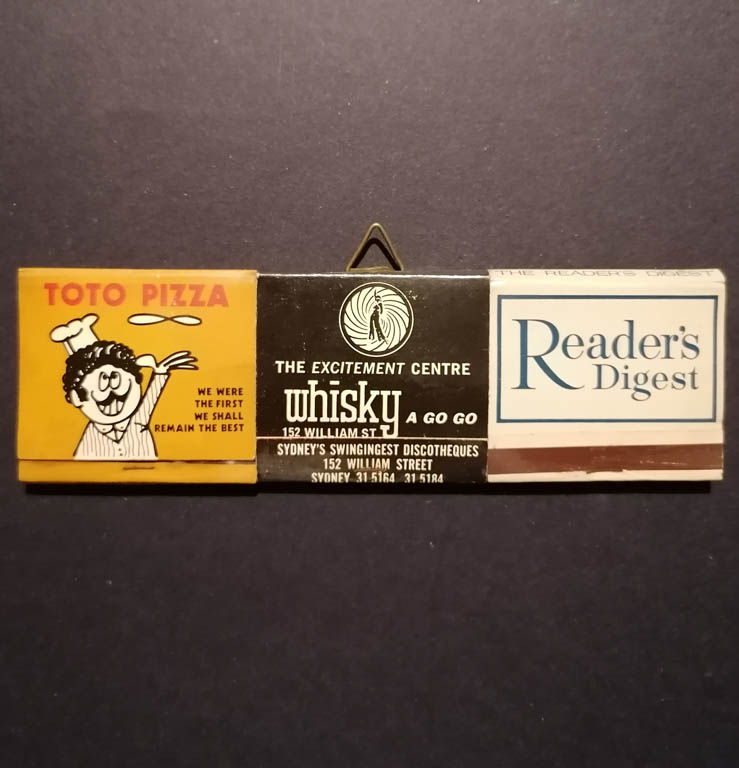 TOTO PIZZA
WE WERE
THE FIRST
WE SHALL
REMAIN THE BEST
THE EXCITEMENT CENTRE
whisky A GO GO
152 WILLIAM ST
SYDNEY'S SWINGINGEST DISCOTHEQUES
152 WILLIAM STREET
SYDNEY 31 5164 31 5184
THE READER'S DIGEST
Reader's
Digest